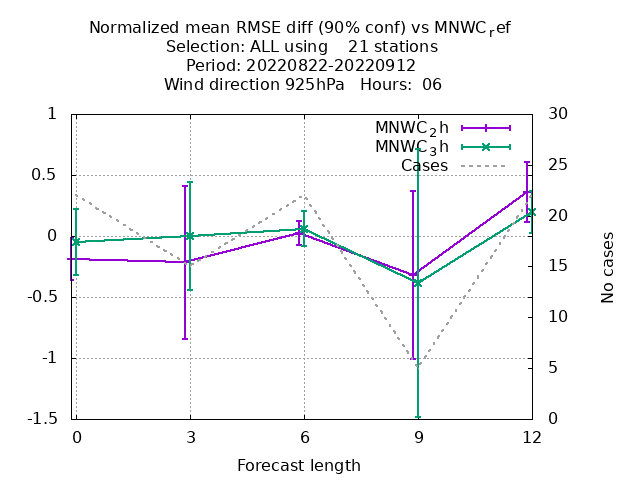 Normalized mean RMSE diff (90% conf) vs MNWC_ref
Selection: ALL using    21 stations
Period: 20220822-20220912
Wind direction 925hPa   Hours:  06
MNWC_2h
MNWC_3h
Cases
1
0.5
0
-0.5
-1
-1.5
30
25
20
15
10
5
0
No cases
0 3 6 9 12
Forecast length